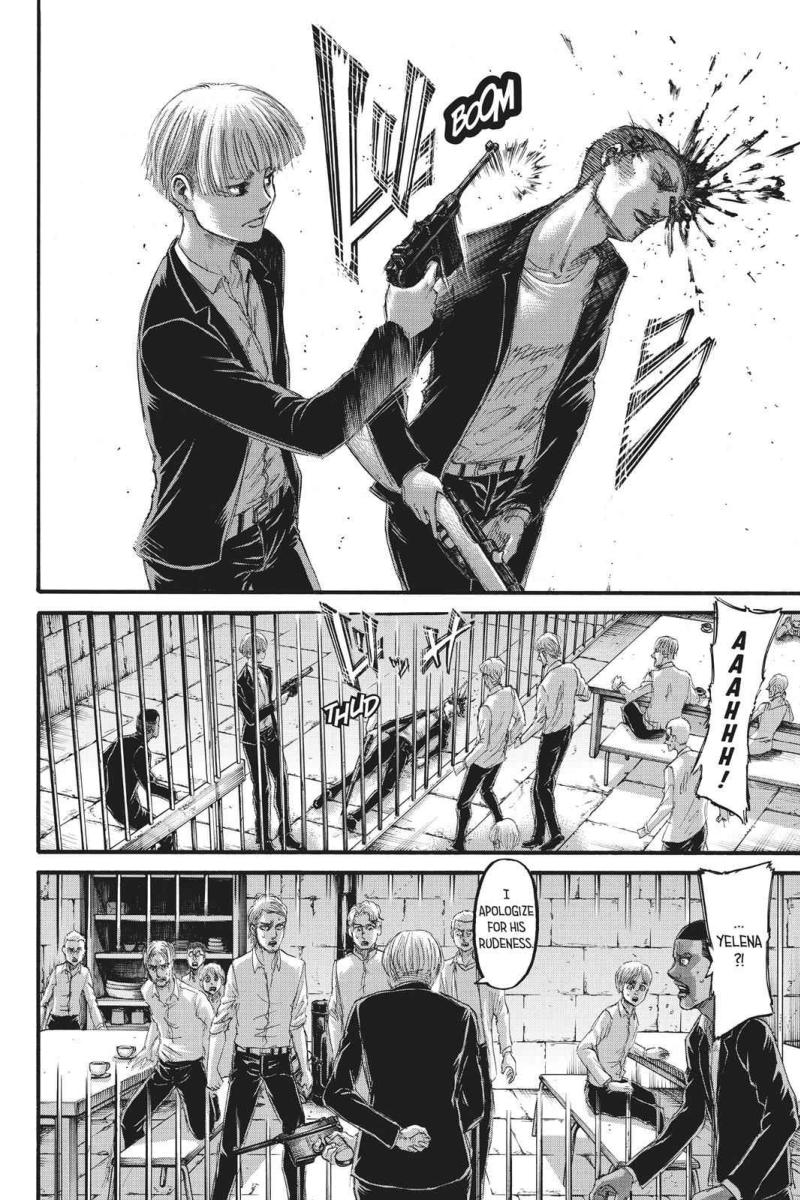 BOOM
THUD
AAAHHH!
I
APOLOGIZE
FOR HIS
RUDENESS.
...
YELENA
?!